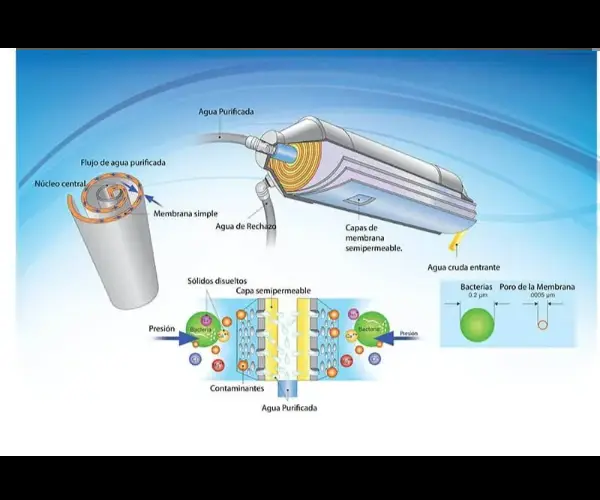 Agua Purificada
Flujo de agua purificada
Núcleo central
Membrana simple
Agua de Rechazo
Capas de
membrana
semipermeable.
Agua cruda entrante
Sólidos disueltos
Capa semipermeable
Bacterias
0.2 µm
Poro de la Membrana
.0005 µm
Presión
Bacteria
Bacteria
Presión
Contaminantes
Agua Purificada